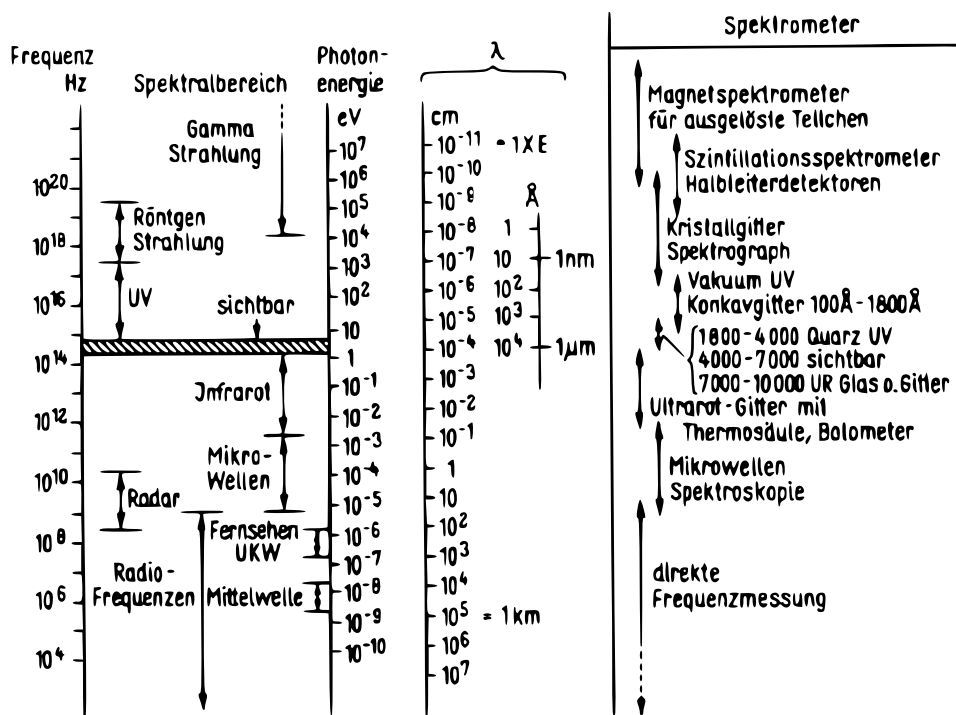 Spektrometer
Frequenz
Hz
Spektralbereich
Photon-
energie
eV
λ
cm
Å
10²⁰
10¹⁸
10¹⁶
10¹⁴
10¹²
10¹⁰
10⁸
10⁶
10⁴
Gamma
Strahlung
Röntgen
Strahlung
UV
sichtbar
Infrarot
Mikro-
Wellen
Radar
Fernsehen
UKW
Radio-
Frequenzen
Mittelwelle
10⁷
10⁶
10⁵
10⁴
10³
10²
10
1
10⁻¹
10⁻²
10⁻³
10⁻⁴
10⁻⁵
10⁻⁶
10⁻⁷
10⁻⁸
10⁻⁹
10⁻¹⁰
10⁻¹¹ = 1XE
10⁻¹⁰
10⁻⁹
10⁻⁸
10⁻⁷
10⁻⁶
10⁻⁵
10⁻⁴
10⁻³
10⁻²
10⁻¹
1
10
10²
10³
10⁴
10⁵ = 1km
10⁶
10⁷
1
10 1nm
10²
10³
10⁴ 1μm
Magnetspektrometer
für ausgelöste Teilchen
Szintillationsspektrometer
Halbleiterdetektoren
Kristallgitter
Spektrograph
Vakuum UV
Konkavgitter 100Å-1800Å
1800-4000 Quarz UV
4000-7000 sichtbar
7000-10000 UR Glas o. Gitter
Ultrarot-Gitter mit
Thermosäule, Bolometer
Mikrowellen
Spektroskopie
direkte
Frequenzmessung